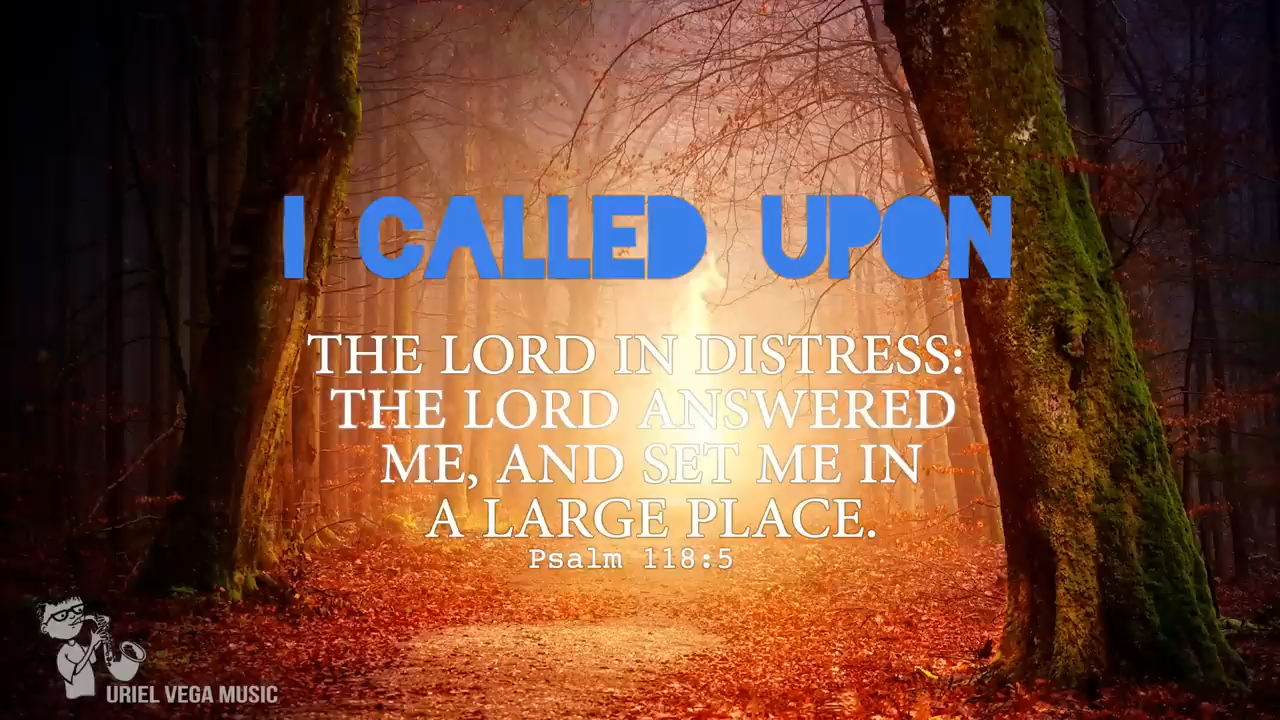 I CALLED UPON
THE LORD IN DISTRESS:
THE LORD ANSWERED
ME, AND SET ME IN
A LARGE PLACE.
Psalm 118:5
URIEL VEGA MUSIC